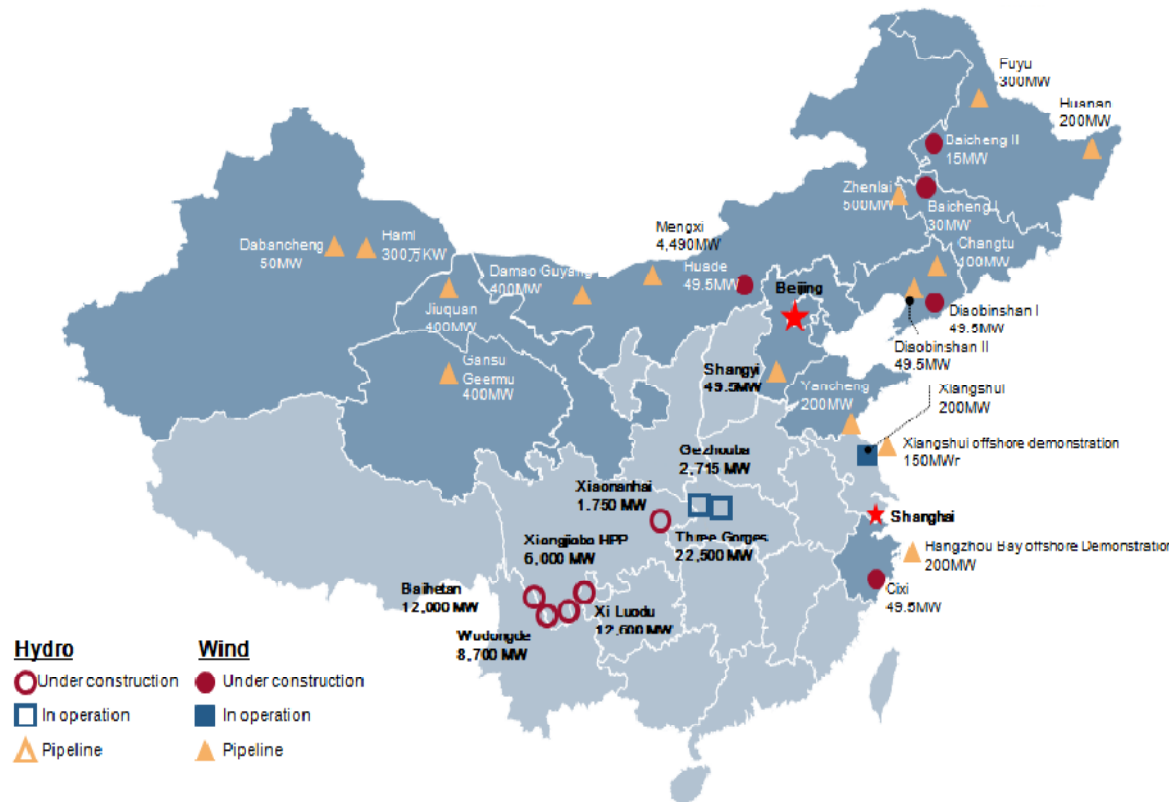 Fuyu
300MW
Huanan
200MW
Daicheng II
15MW
Zhenlai
500MW
Baicheng I
30MW
Changtu
100MW
Mengxi
4,490MW
Huade
49.5MW
Beijing
Dabancheng
50MW
Hami
300万KW
Damao Guyang
400MW
Jiuquan
400MW
Gansu
Geermu
400MW
Diaobinshan I
49.5MW
Diaobinshan II
49.5MW
Shangyi
49.5MW
Yancheng
200MW
Xiangshui
200MW
Xiangshui offshore demonstration
150MWr
Gezhouba
2,715 MW
Xiaonanhai
1,750 MW
Three Gorges
22,500 MW
Shanghai
Xiangjiaba HPP
6,000 MW
Hangzhou Bay offshore Demonstration
200MW
Baihetan
12,000 MW
Xi Luodu
12,600 MW
Cixi
49.5MW
Wudongde
8,700 MW
Hydro
Under construction
In operation
Pipeline
Wind
Under construction
In operation
Pipeline